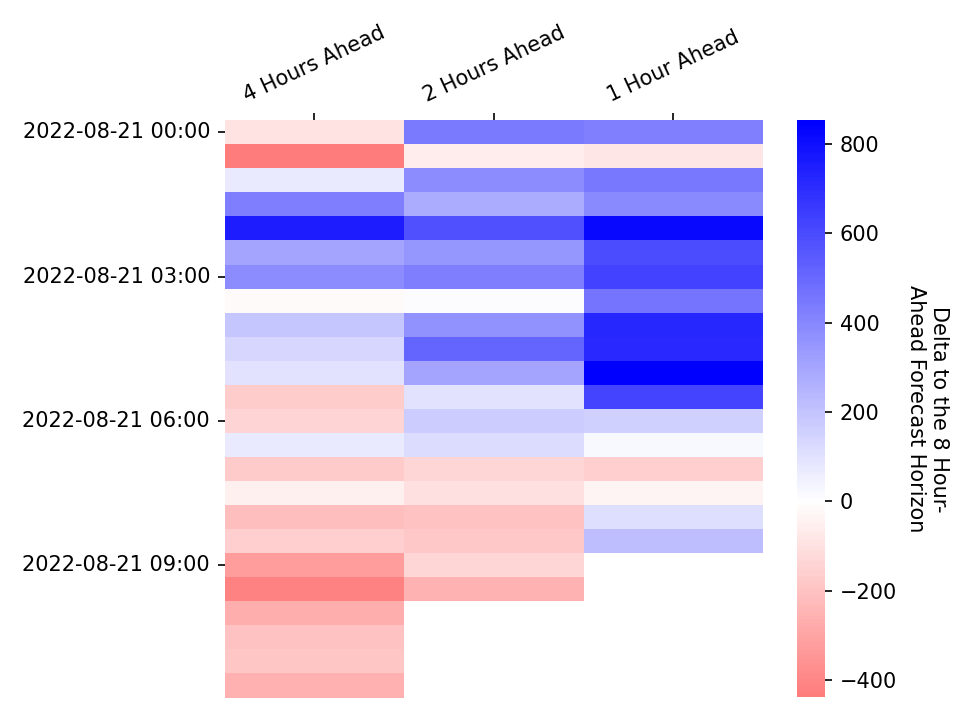 4 Hours Ahead
2 Hours Ahead
1 Hour Ahead
2022-08-21 00:00
2022-08-21 03:00
2022-08-21 06:00
2022-08-21 09:00
800
600
400
200
0
−200
−400
Delta to the 8 Hour-
Ahead Forecast Horizon